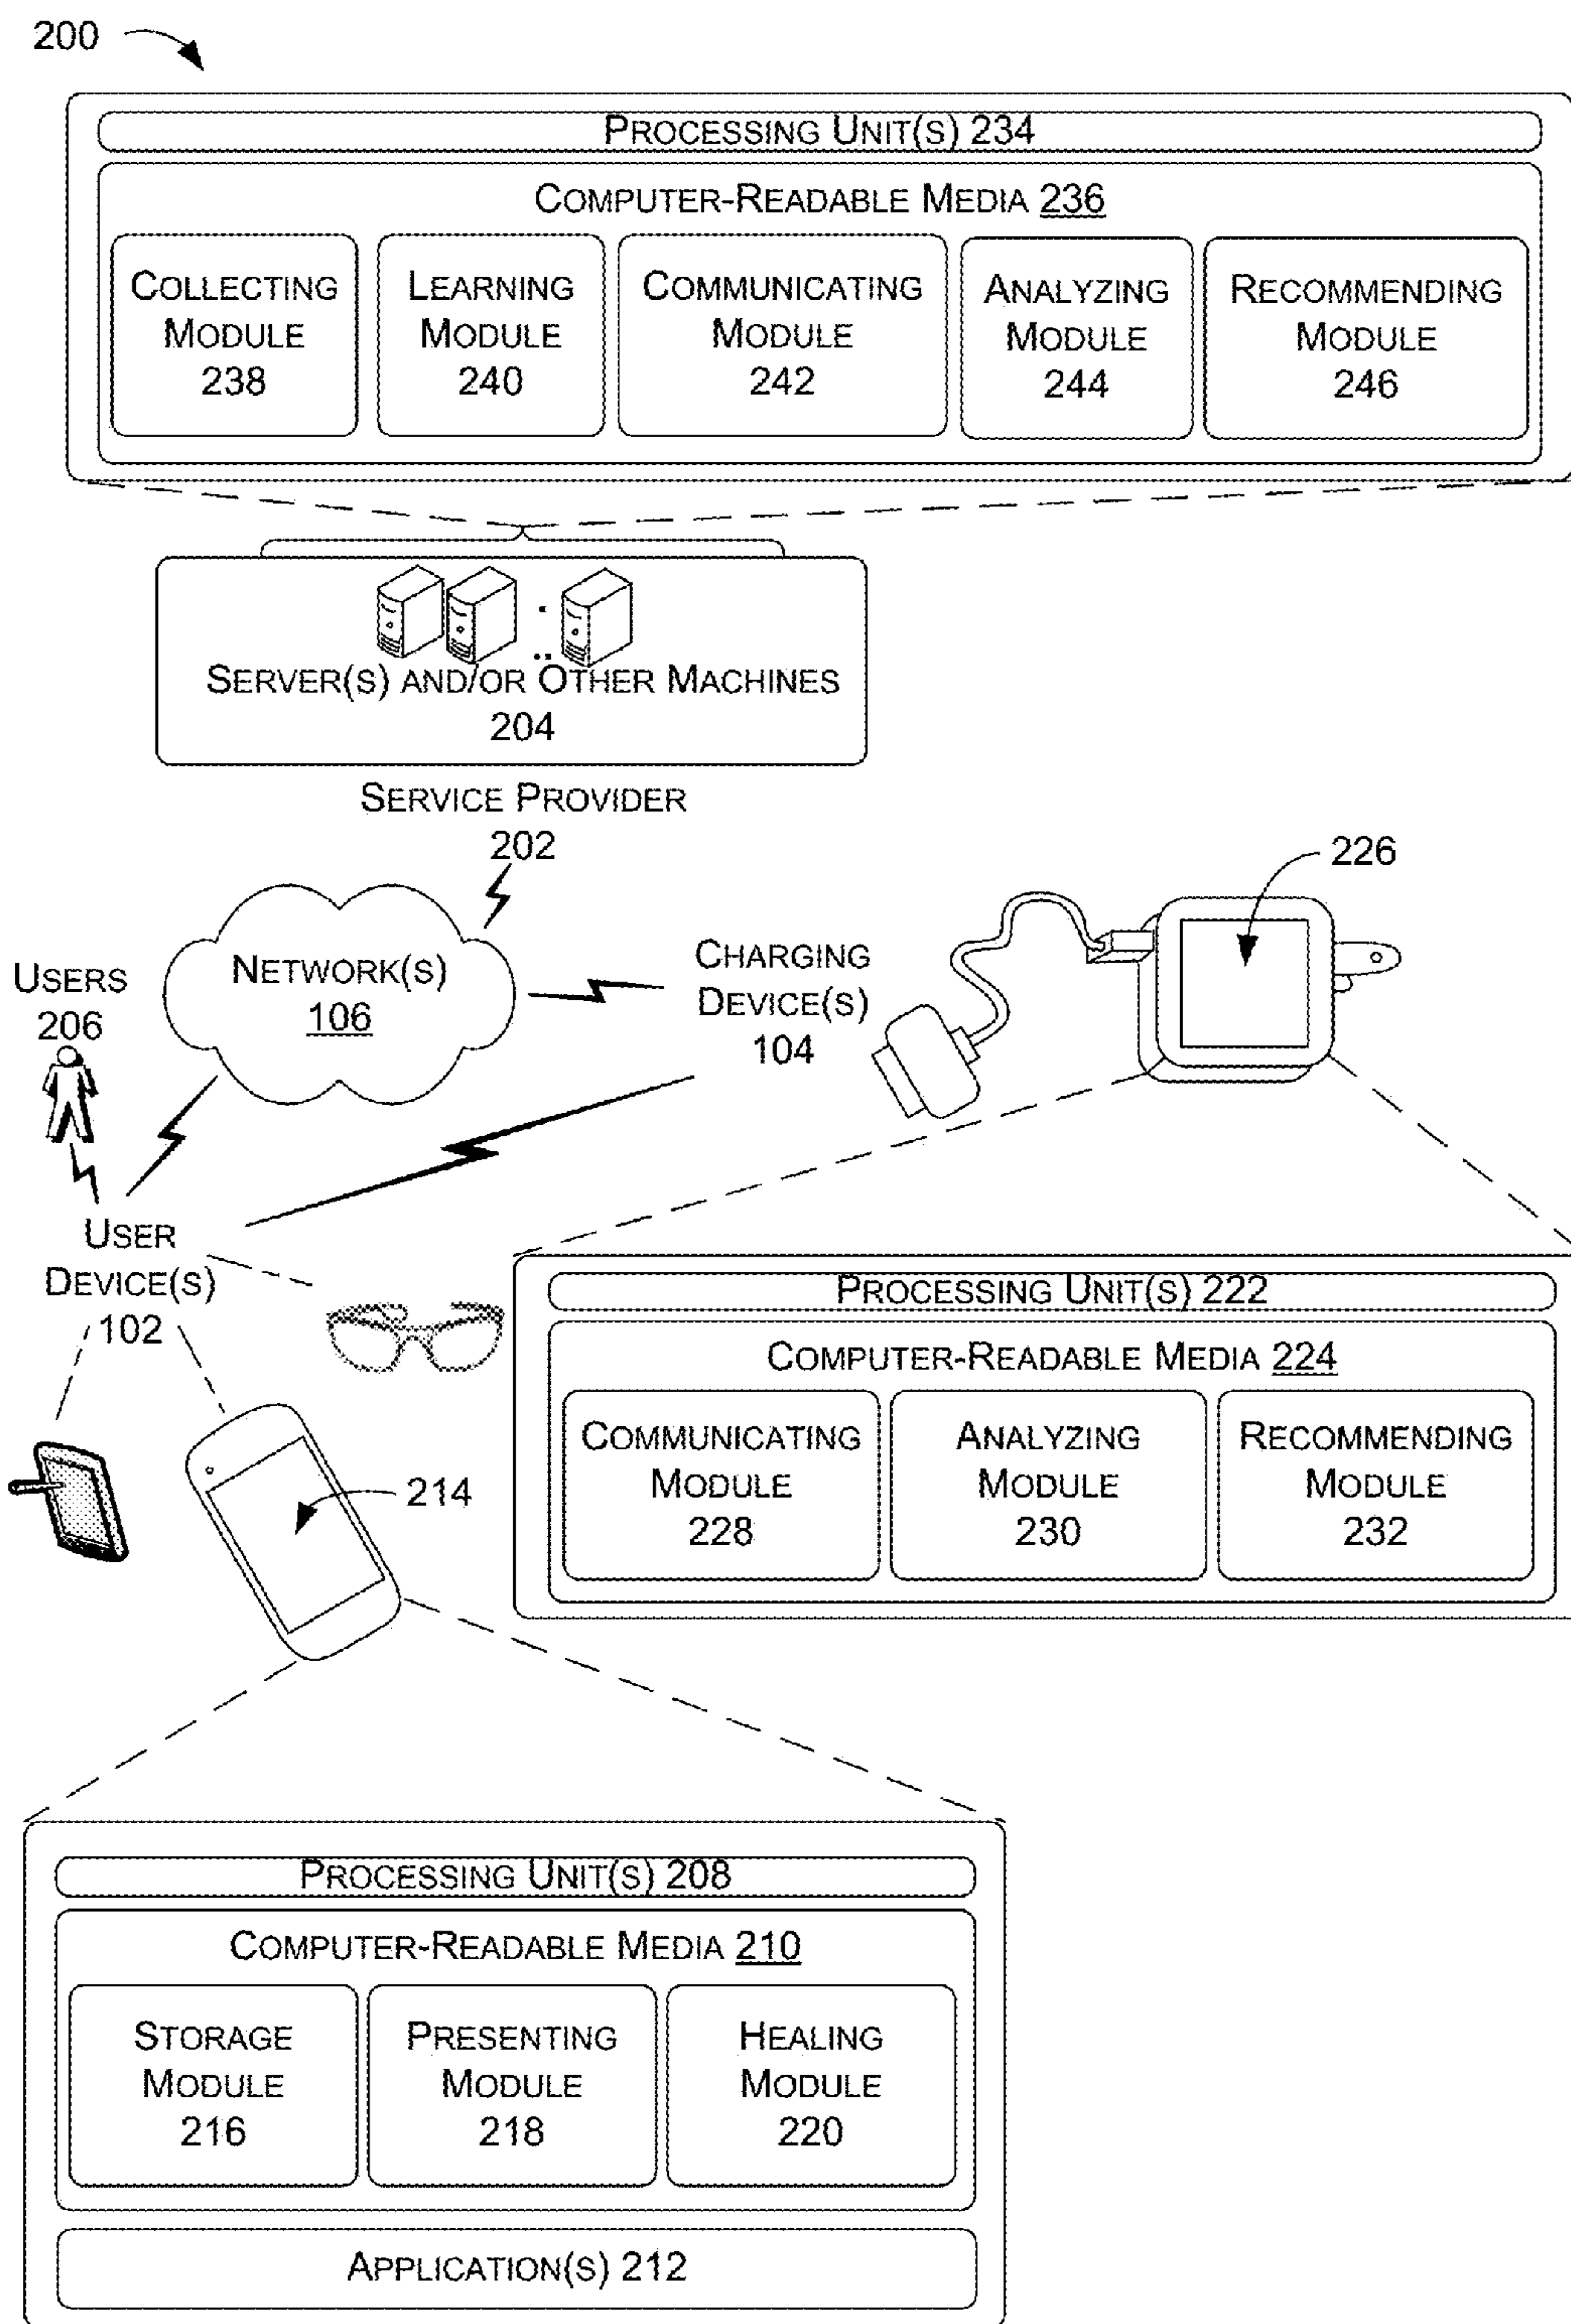 200
PROCESSING UNIT(S) 234
COMPUTER-READABLE MEDIA 236
COLLECTING
MODULE
238
LEARNING
MODULE
240
COMMUNICATING
MODULE
242
ANALYZING
MODULE
244
RECOMMENDING
MODULE
246
SERVER(S) AND/OR OTHER MACHINES
204
SERVICE PROVIDER
202
226
USERS
206
NETWORK(S)
106
CHARGING
DEVICE(S)
104
USER
DEVICE(S)
102
PROCESSING UNIT(S) 222
COMPUTER-READABLE MEDIA 224
COMMUNICATING
MODULE
228
ANALYZING
MODULE
230
RECOMMENDING
MODULE
232
214
PROCESSING UNIT(S) 208
COMPUTER-READABLE MEDIA 210
STORAGE
MODULE
216
PRESENTING
MODULE
218
HEALING
MODULE
220
APPLICATION(S) 212